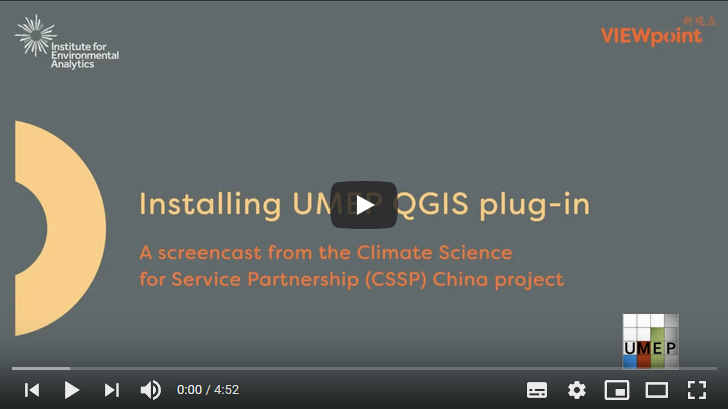 Institute for
Environmental
Analytics
新观点
VIEWpoint
Installing UMEP QGIS plug-in
A screencast from the Climate Science
for Service Partnership (CSSP) China project
UMEP
0:00 / 4:52